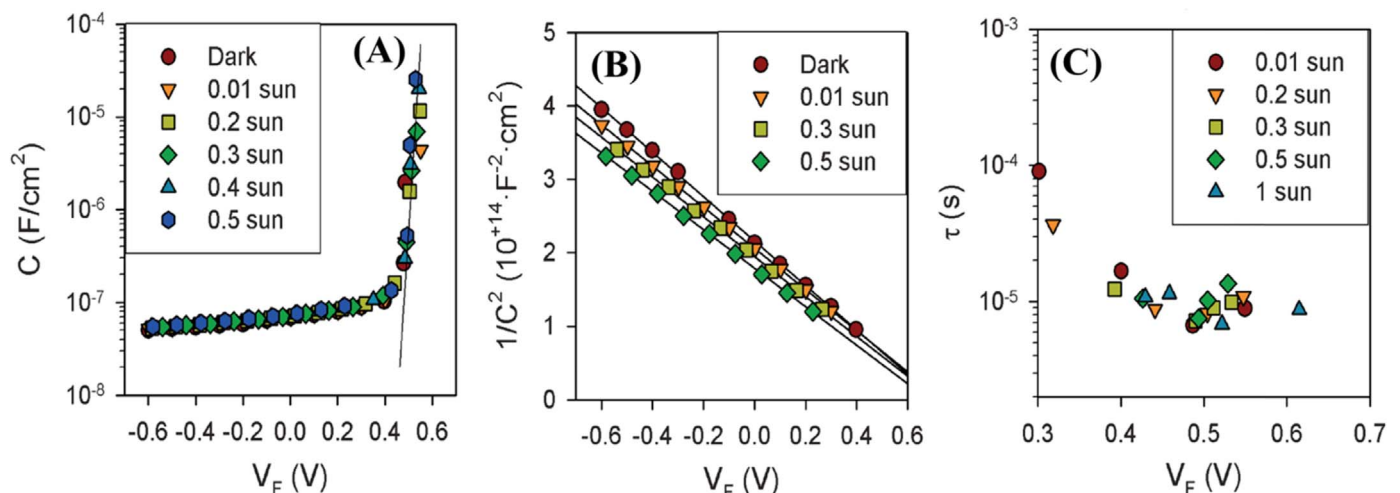 (A)
C (F/cm²)
10⁻⁴
10⁻⁵
10⁻⁶
10⁻⁷
10⁻⁸
Dark
0.01 sun
0.2 sun
0.3 sun
0.4 sun
0.5 sun
-0.6 -0.4 -0.2 0.0 0.2 0.4 0.6
V_F (V)
(B)
1/C² (10⁺¹⁴·F⁻²·cm²)
5
4
3
2
1
0
Dark
0.01 sun
0.3 sun
0.5 sun
-0.6 -0.4 -0.2 0.0 0.2 0.4 0.6
V_F (V)
(C)
τ (s)
10⁻³
10⁻⁴
10⁻⁵
0.01 sun
0.2 sun
0.3 sun
0.5 sun
1 sun
0.3 0.4 0.5 0.6 0.7
V_F (V)